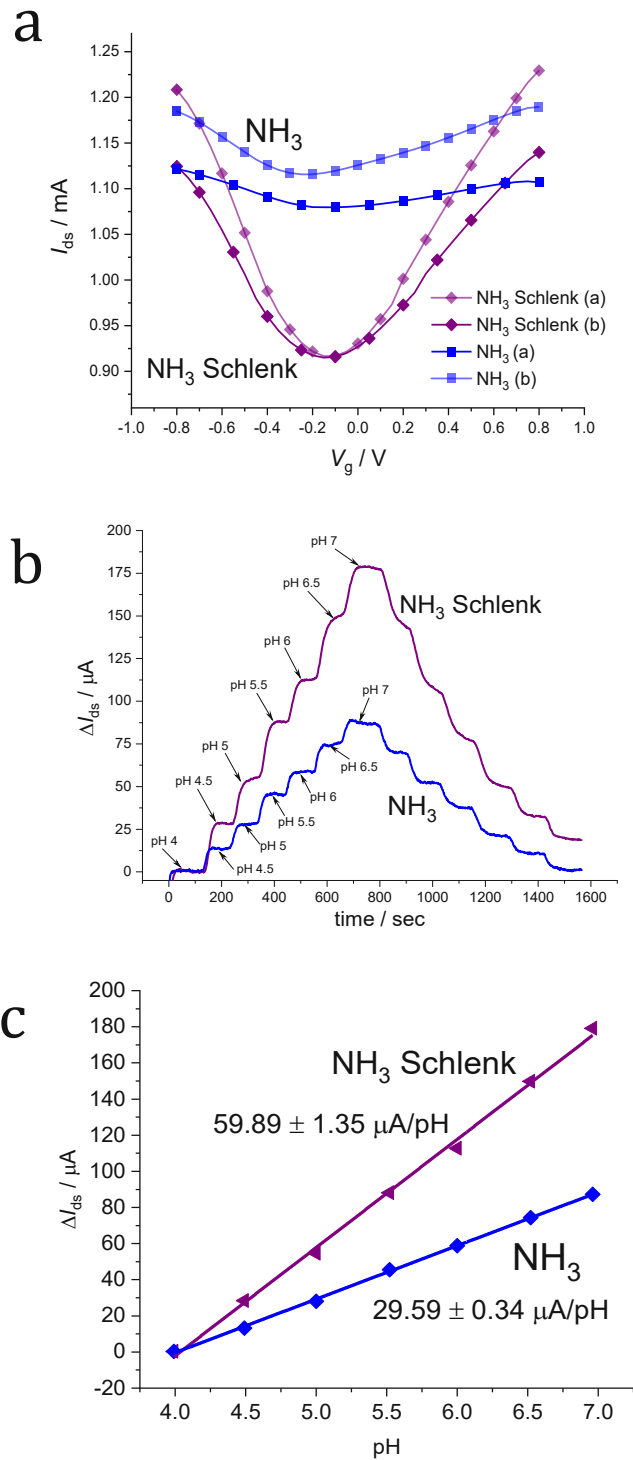 a
1.25
1.20
1.15
1.10
1.05
1.00
0.95
0.90
I_ds / mA
NH₃
NH₃ Schlenk
NH₃ Schlenk (a)
NH₃ Schlenk (b)
NH₃ (a)
NH₃ (b)
-1.0 -0.8 -0.6 -0.4 -0.2 0.0 0.2 0.4 0.6 0.8 1.0
V_g / V
b
200
175
150
125
100
75
50
25
0
ΔI_ds / μA
pH 7
pH 6.5
NH₃ Schlenk
pH 6
pH 5.5
pH 7
pH 5
pH 6.5
pH 4.5
pH 6
NH₃
pH 5.5
pH 4
pH 5
pH 4.5
0 200 400 600 800 1000 1200 1400 1600
time / sec
c
200
180
160
140
120
100
80
60
40
20
0
-20
ΔI_ds / μA
NH₃ Schlenk
59.89 ± 1.35 μA/pH
NH₃
29.59 ± 0.34 μA/pH
4.0 4.5 5.0 5.5 6.0 6.5 7.0
pH